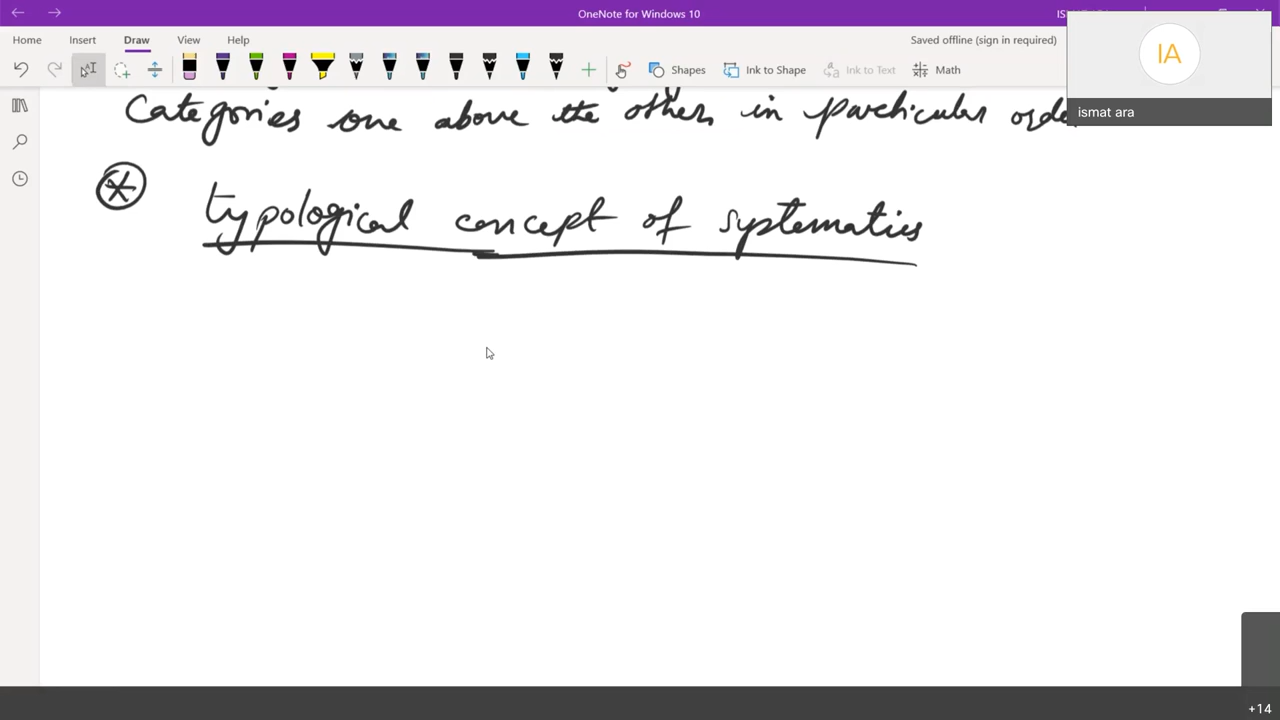 OneNote for Windows 10
Home Insert Draw View Help
Saved offline (sign in required)
Shapes Ink to Shape Ink to Text Math
IA
ismat ara
Categories one above the other in particular order
typological concept of systematics
+14